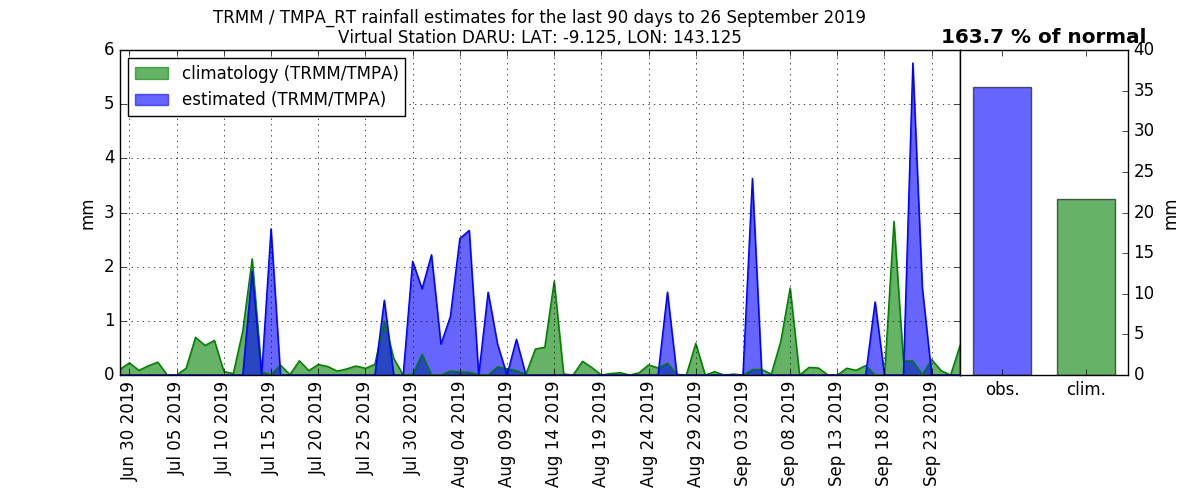 TRMM / TMPA_RT rainfall estimates for the last 90 days to 26 September 2019
Virtual Station DARU: LAT: -9.125, LON: 143.125
163.7 % of normal
climatology (TRMM/TMPA)
estimated (TRMM/TMPA)
6
5
4
3
2
1
0
mm
Jun 30 2019
Jul 05 2019
Jul 10 2019
Jul 15 2019
Jul 20 2019
Jul 25 2019
Jul 30 2019
Aug 04 2019
Aug 09 2019
Aug 14 2019
Aug 19 2019
Aug 24 2019
Aug 29 2019
Sep 03 2019
Sep 08 2019
Sep 13 2019
Sep 18 2019
Sep 23 2019
40
35
30
25
20
15
10
5
0
mm
obs.
clim.